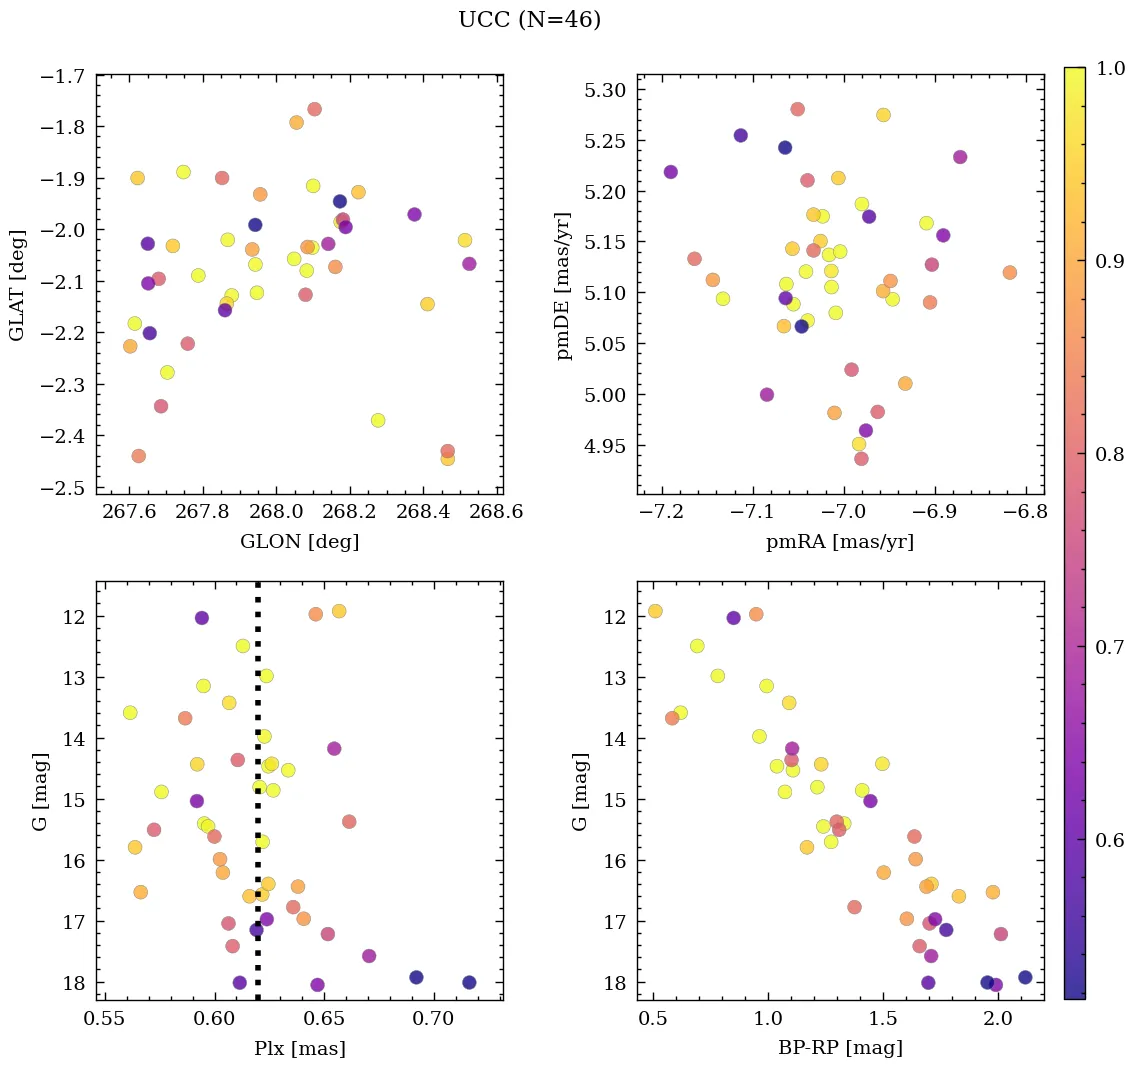 UCC (N=46)
−1.7
−1.8
−1.9
−2.0
−2.1
−2.2
−2.3
−2.4
−2.5
GLAT [deg]
267.6 267.8 268.0 268.2 268.4 268.6
GLON [deg]
5.30
5.25
5.20
5.15
5.10
5.05
5.00
4.95
pmDE [mas/yr]
−7.2 −7.1 −7.0 −6.9 −6.8
pmRA [mas/yr]
12
13
14
15
16
17
18
G [mag]
0.55 0.60 0.65 0.70
Plx [mas]
12
13
14
15
16
17
18
G [mag]
0.5 1.0 1.5 2.0
BP-RP [mag]
1.0
0.9
0.8
0.7
0.6